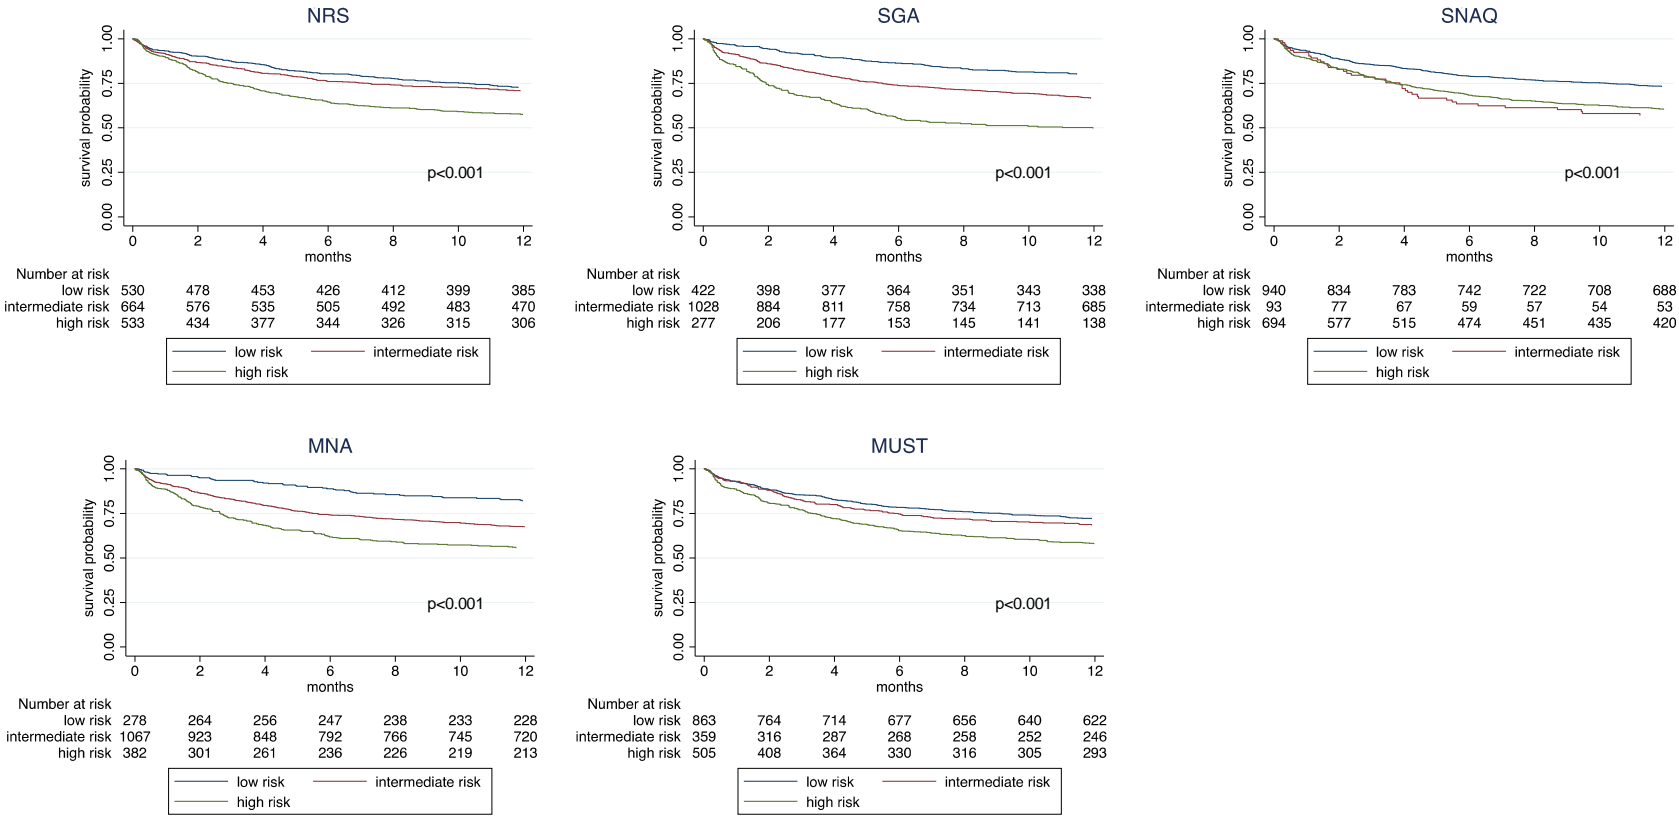 NRS
survival probability
1.00
0.75
0.50
0.25
0.00
p<0.001
0 2 4 6 8 10 12
months
Number at risk
low risk 530 478 453 426 412 399 385
intermediate risk 664 576 535 505 492 483 470
high risk 533 434 377 344 326 315 306
low risk intermediate risk
high risk
SGA
survival probability
1.00
0.75
0.50
0.25
0.00
p<0.001
0 2 4 6 8 10 12
months
Number at risk
low risk 422 398 377 364 351 343 338
intermediate risk 1028 884 811 758 734 713 685
high risk 277 206 177 153 145 141 138
low risk intermediate risk
high risk
SNAQ
survival probability
1.00
0.75
0.50
0.25
0.00
p<0.001
0 2 4 6 8 10 12
months
Number at risk
low risk 940 834 783 742 722 708 688
intermediate risk 93 77 67 59 57 54 53
high risk 694 577 515 474 451 435 420
low risk intermediate risk
high risk
MNA
survival probability
1.00
0.75
0.50
0.25
0.00
p<0.001
0 2 4 6 8 10 12
months
Number at risk
low risk 278 264 256 247 238 233 228
intermediate risk 1067 923 848 792 766 745 720
high risk 382 301 261 236 226 219 213
low risk intermediate risk
high risk
MUST
survival probability
1.00
0.75
0.50
0.25
0.00
p<0.001
0 2 4 6 8 10 12
months
Number at risk
low risk 863 764 714 677 656 640 622
intermediate risk 359 316 287 268 258 252 246
high risk 505 408 364 330 316 305 293
low risk intermediate risk
high risk